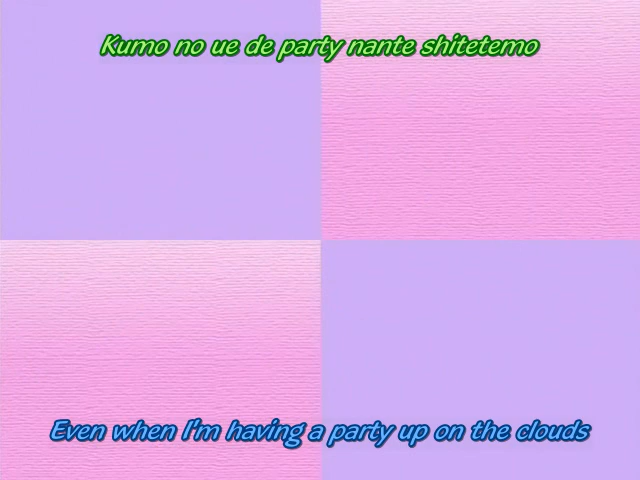 Kumo no ue de party nante shitetemo
Even when I'm having a party up on the clouds